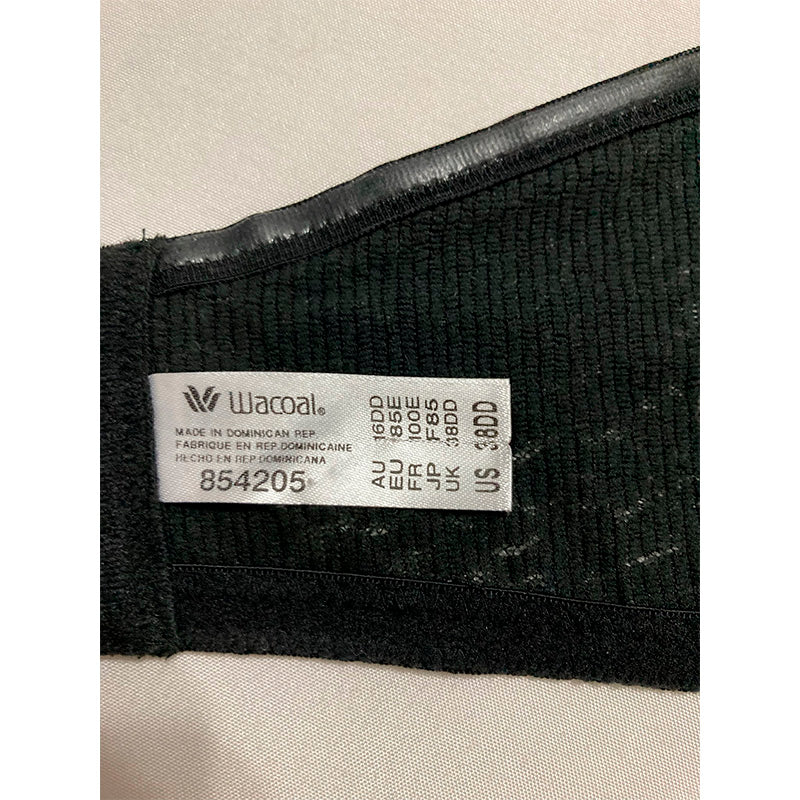 Wacoal®
MADE IN DOMINICAN REP
FABRIQUE EN REP.DOMINICAINE
HECHO EN REP.DOMINICANA
854205
AU 16DD
EU 85E
FR 100E
JP F85
UK 38DD
US 38DD